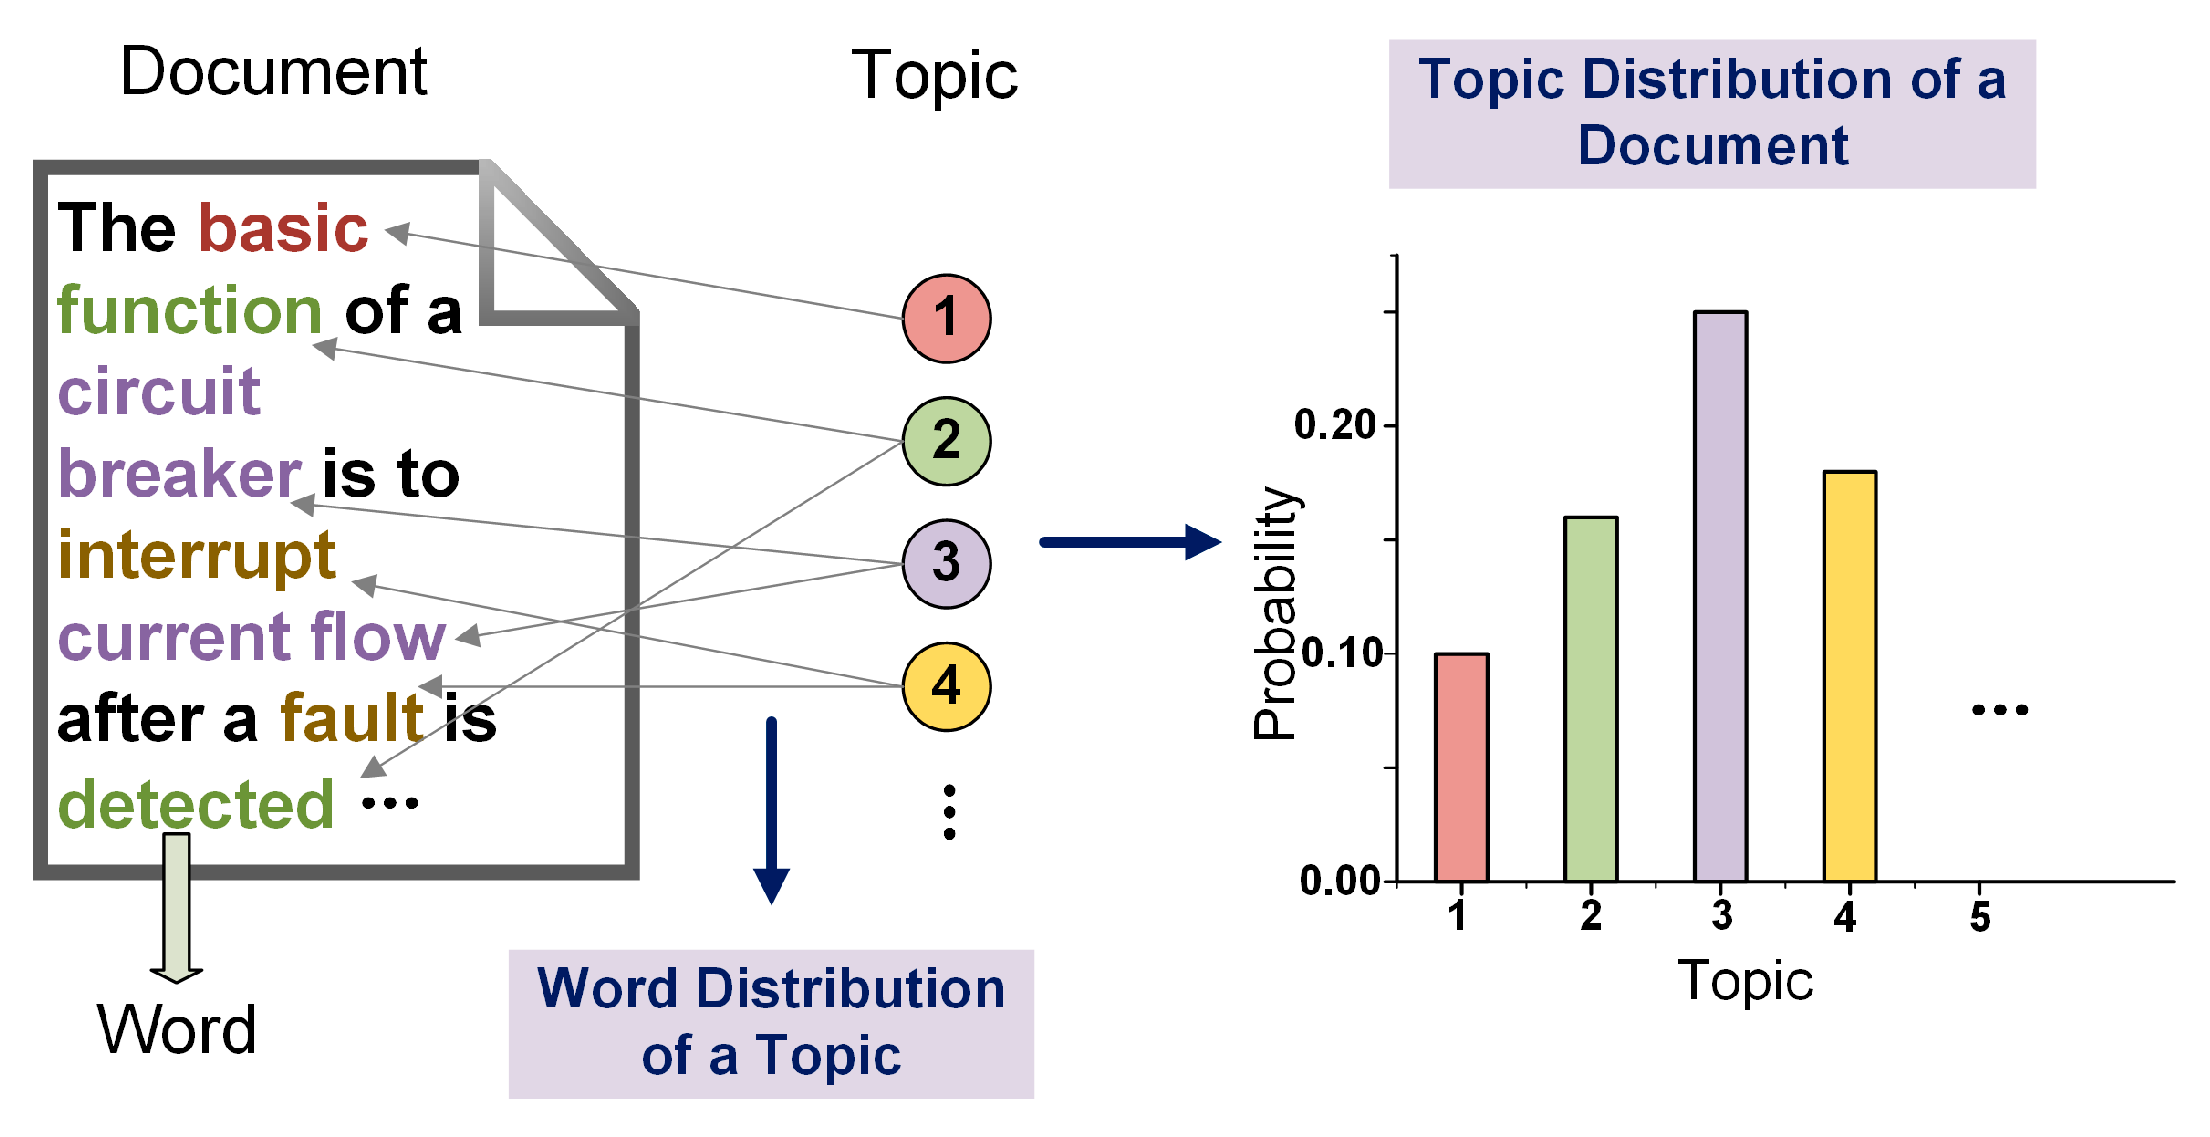 Document
The basic
function of a
circuit
breaker is to
interrupt
current flow
after a fault is
detected ...
Word
Topic
1
2
3
4
Word Distribution
of a Topic
Topic Distribution of a
Document
Probability
0.20
0.10
0.00
...
1 2 3 4 5
Topic